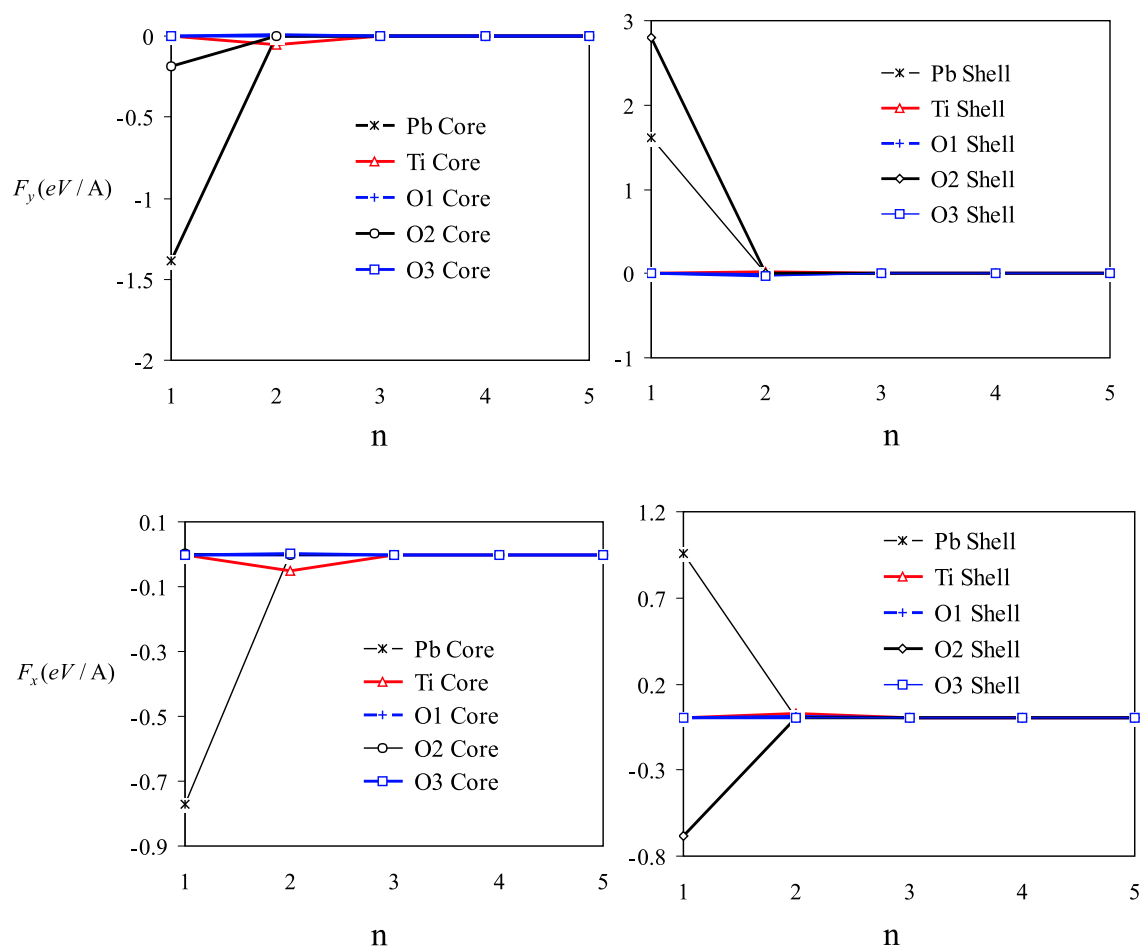 0
-0.5
-1
-1.5
-2
F_y (eV / A)
Pb Core
Ti Core
O1 Core
O2 Core
O3 Core
1 2 3 4 5
n
3
2
1
0
-1
Pb Shell
Ti Shell
O1 Shell
O2 Shell
O3 Shell
1 2 3 4 5
n
0.1
-0.1
-0.3
-0.5
-0.7
-0.9
F_x (eV / A)
Pb Core
Ti Core
O1 Core
O2 Core
O3 Core
1 2 3 4 5
n
1.2
0.7
0.2
-0.3
-0.8
Pb Shell
Ti Shell
O1 Shell
O2 Shell
O3 Shell
1 2 3 4 5
n